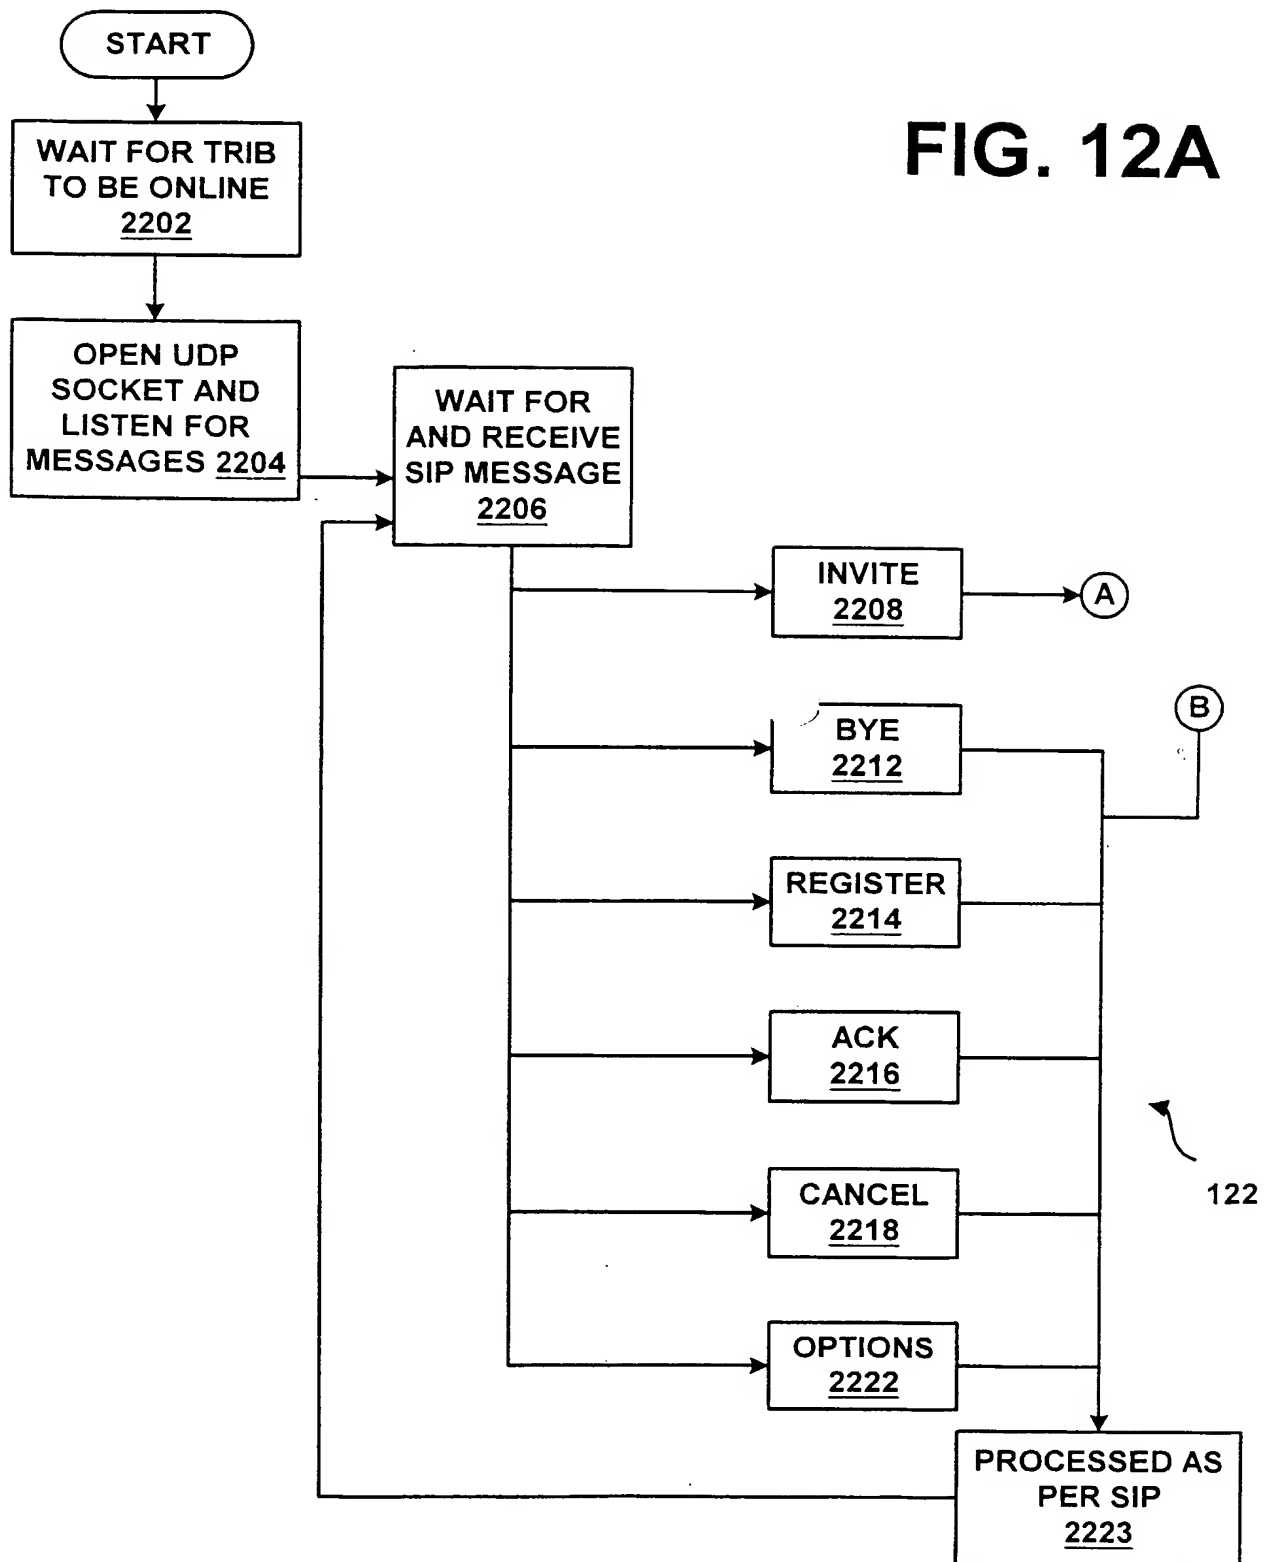 START
FIG. 12A
WAIT FOR TRIB
TO BE ONLINE
2202
OPEN UDP
SOCKET AND
LISTEN FOR
MESSAGES 2204
WAIT FOR
AND RECEIVE
SIP MESSAGE
2206
INVITE
2208
A
B
BYE
2212
REGISTER
2214
ACK
2216
122
CANCEL
2218
OPTIONS
2222
PROCESSED AS
PER SIP
2223